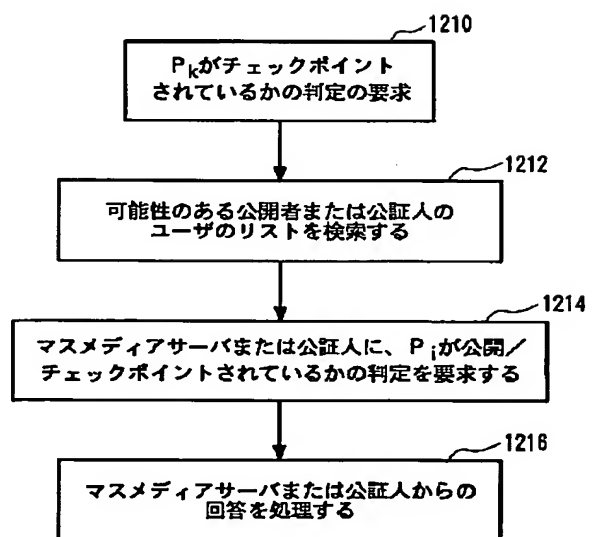 1210
Pkがチェックポイント
されているかの判定の要求
1212
可能性のある公開者または公証人の
ユーザのリストを検索する
1214
マスメディアサーバまたは公証人に、Piが公開/
チェックポイントされているかの判定を要求する
1216
マスメディアサーバまたは公証人からの
回答を処理する